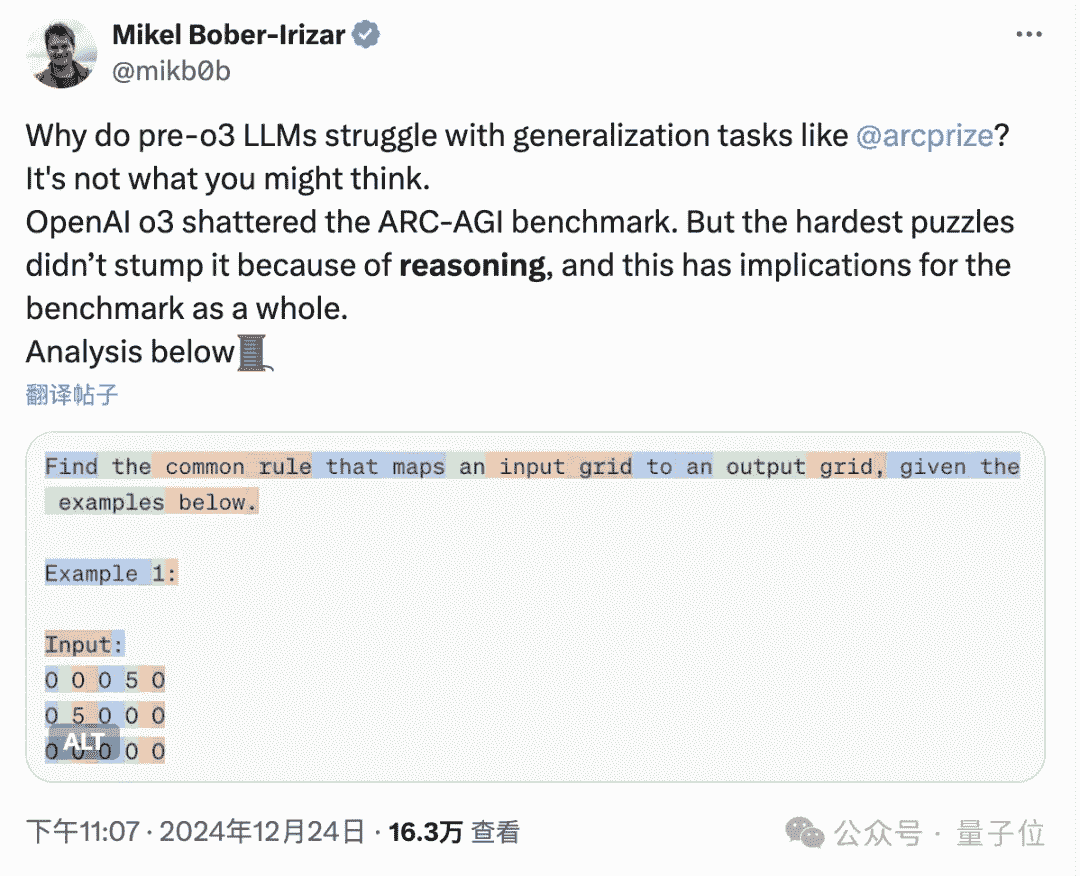 Mikel Bober-Irizar
@mikb0b
Why do pre-o3 LLMs struggle with generalization tasks like @arcprize?
It's not what you might think.
OpenAI o3 shattered the ARC-AGI benchmark. But the hardest puzzles
didn’t stump it because of reasoning, and this has implications for the
benchmark as a whole.
Analysis below🧵
翻译帖子
Find the common rule that maps an input grid to an output grid, given the
examples below.
Example 1:
Input:
0 0 0 5 0
0 5 0 0 0
0 0 0 0 0
ALT
下午11:07 · 2024年12月24日 · 16.3万 查看
公众号 · 量子位